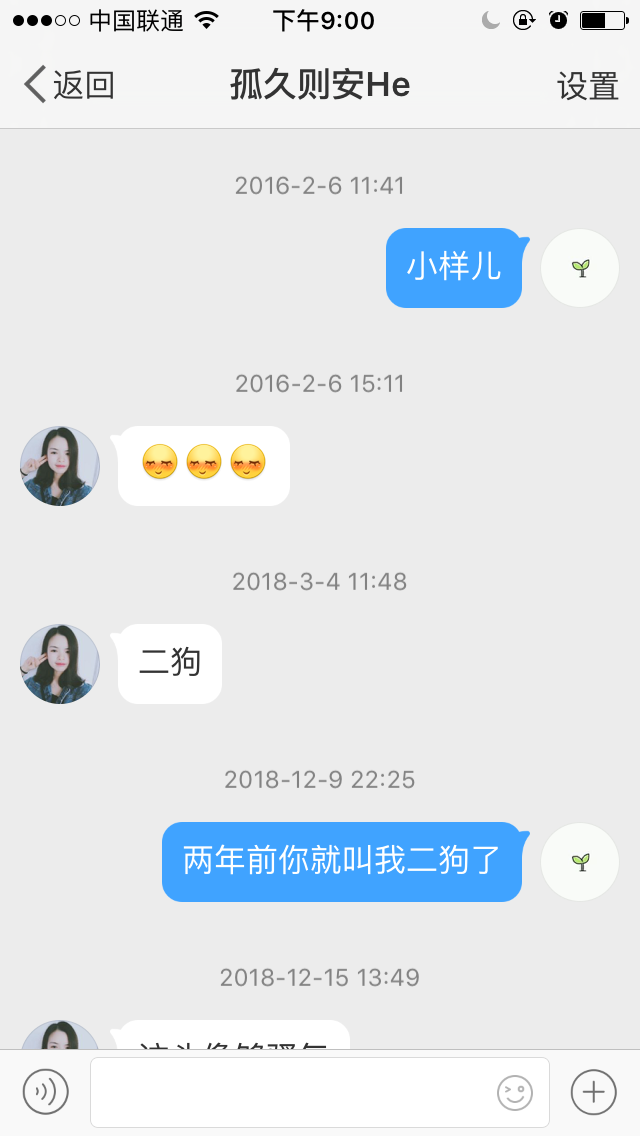 中国联通 下午9:00
返回 孤久则安He 设置
2016-2-6 11:41
小样儿
2016-2-6 15:11
2018-3-4 11:48
二狗
2018-12-9 22:25
两年前你就叫我二狗了
2018-12-15 13:49